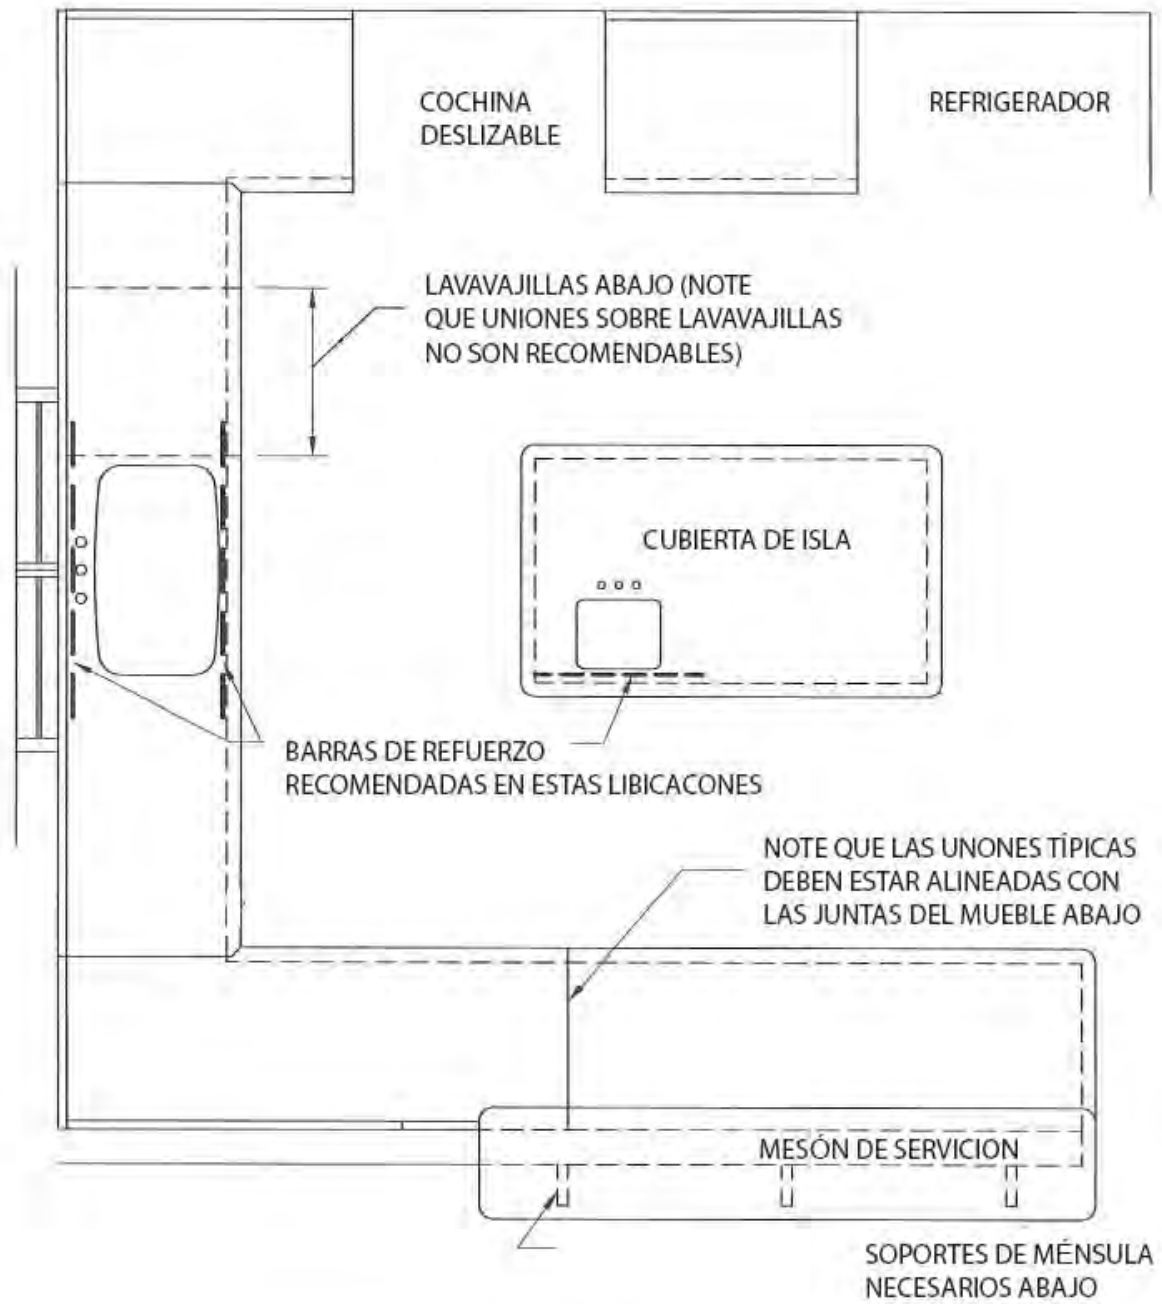 COCHINA
DESLIZABLE
REFRIGERADOR
LAVAVAJILLAS ABAJO (NOTE
QUE UNIONES SOBRE LAVAVAJILLAS
NO SON RECOMENDABLES)
CUBIERTA DE ISLA
BARRAS DE REFUERZO
RECOMENDADAS EN ESTAS LIBICACONES
NOTE QUE LAS UNONES TÍPICAS
DEBEN ESTAR ALINEADAS CON
LAS JUNTAS DEL MUEBLE ABAJO
MESÓN DE SERVICION
SOPORTES DE MÉNSULA
NECESARIOS ABAJO